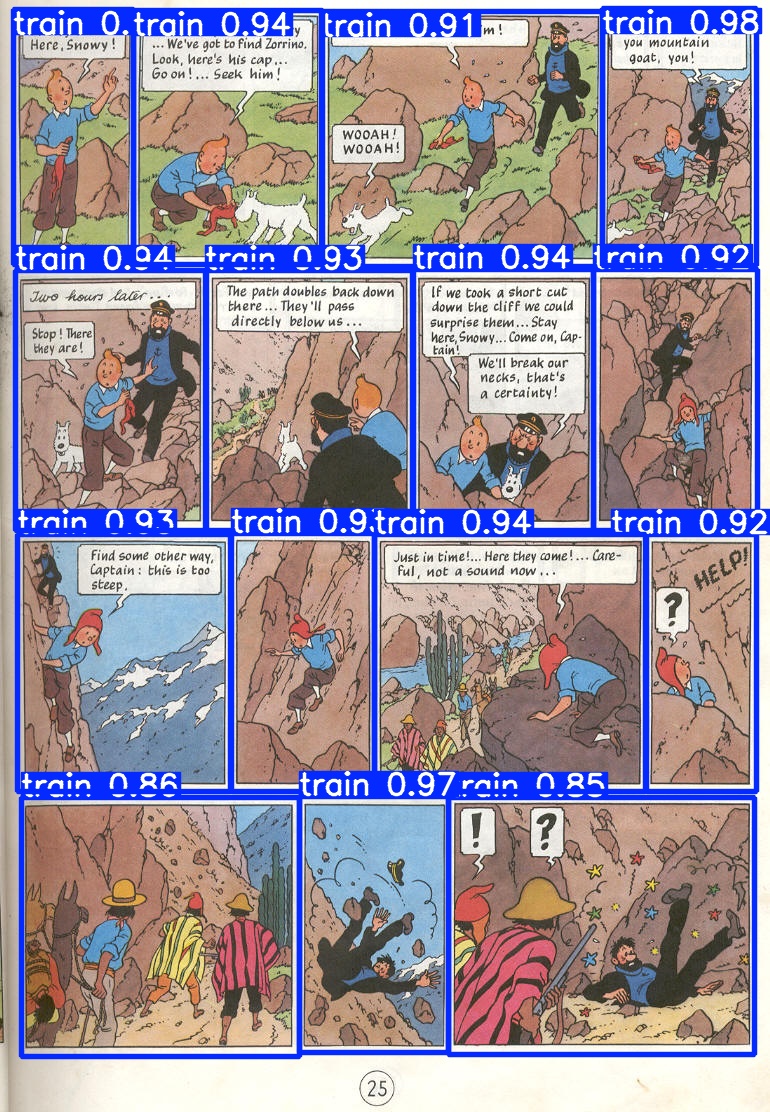 train 0.
train 0.94
train 0.91
train 0.98
Here, Snowy !
... We've got to find Zorrino.
Look, here's his cap...
Go on!... Seek him!
m!
WOOAH!
WOOAH!
you mountain
goat, you!
train 0.94
train 0.93
train 0.94
train 0.92
Two hours later...
Stop! There
they are!
The path doubles back down
there... They'll pass
directly below us...
If we took a short cut
down the cliff we could
surprise them... Stay
here, Snowy... Come on, Cap-
tain!
We'll break our
necks, that's
a certainty!
train 0.93
train 0.93
train 0.94
train 0.92
Find some other way,
Captain: this is too
steep.
Just in time!... Here they come!... Care-
ful, not a sound now...
?
HELP!
train 0.86
train 0.97
rain 0.85
!
?
25